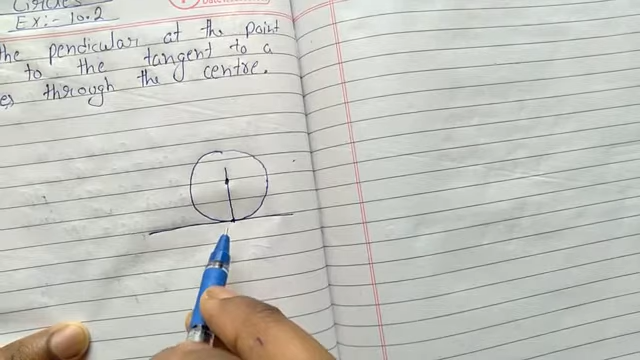 Circles
Ex:- 10.2
the pendicular at the point
to the tangent to a
es through the centre.